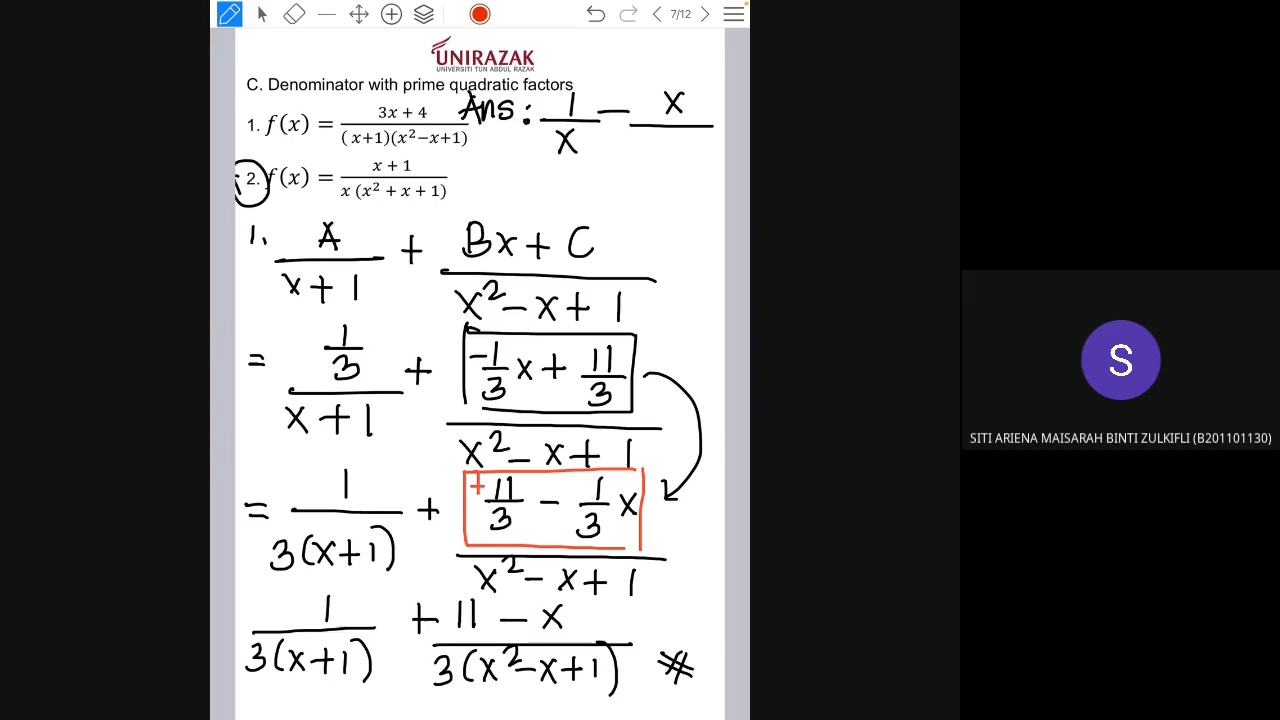 7/12
UNIRAZAK
UNIVERSITI TUN ABDUL RAZAK
C. Denominator with prime quadratic factors
1. f(x) = (3x + 4)/((x+1)(x²−x+1))
Ans: 1/x − x/
2. f(x) = (x + 1)/(x (x² + x + 1))
1. A/(x+1) + (Bx + C)/(x² − x + 1)
= (1/3)/(x+1) + (−1/3 x + 11/3)/(x² − x + 1)
= 1/(3(x+1)) + (+11/3 − 1/3 x)/(x² − x + 1)
1/(3(x+1)) + (11 − x)/(3(x² − x + 1))
S
SITI ARIENA MAISARAH BINTI ZULKIFLI (B201101130)